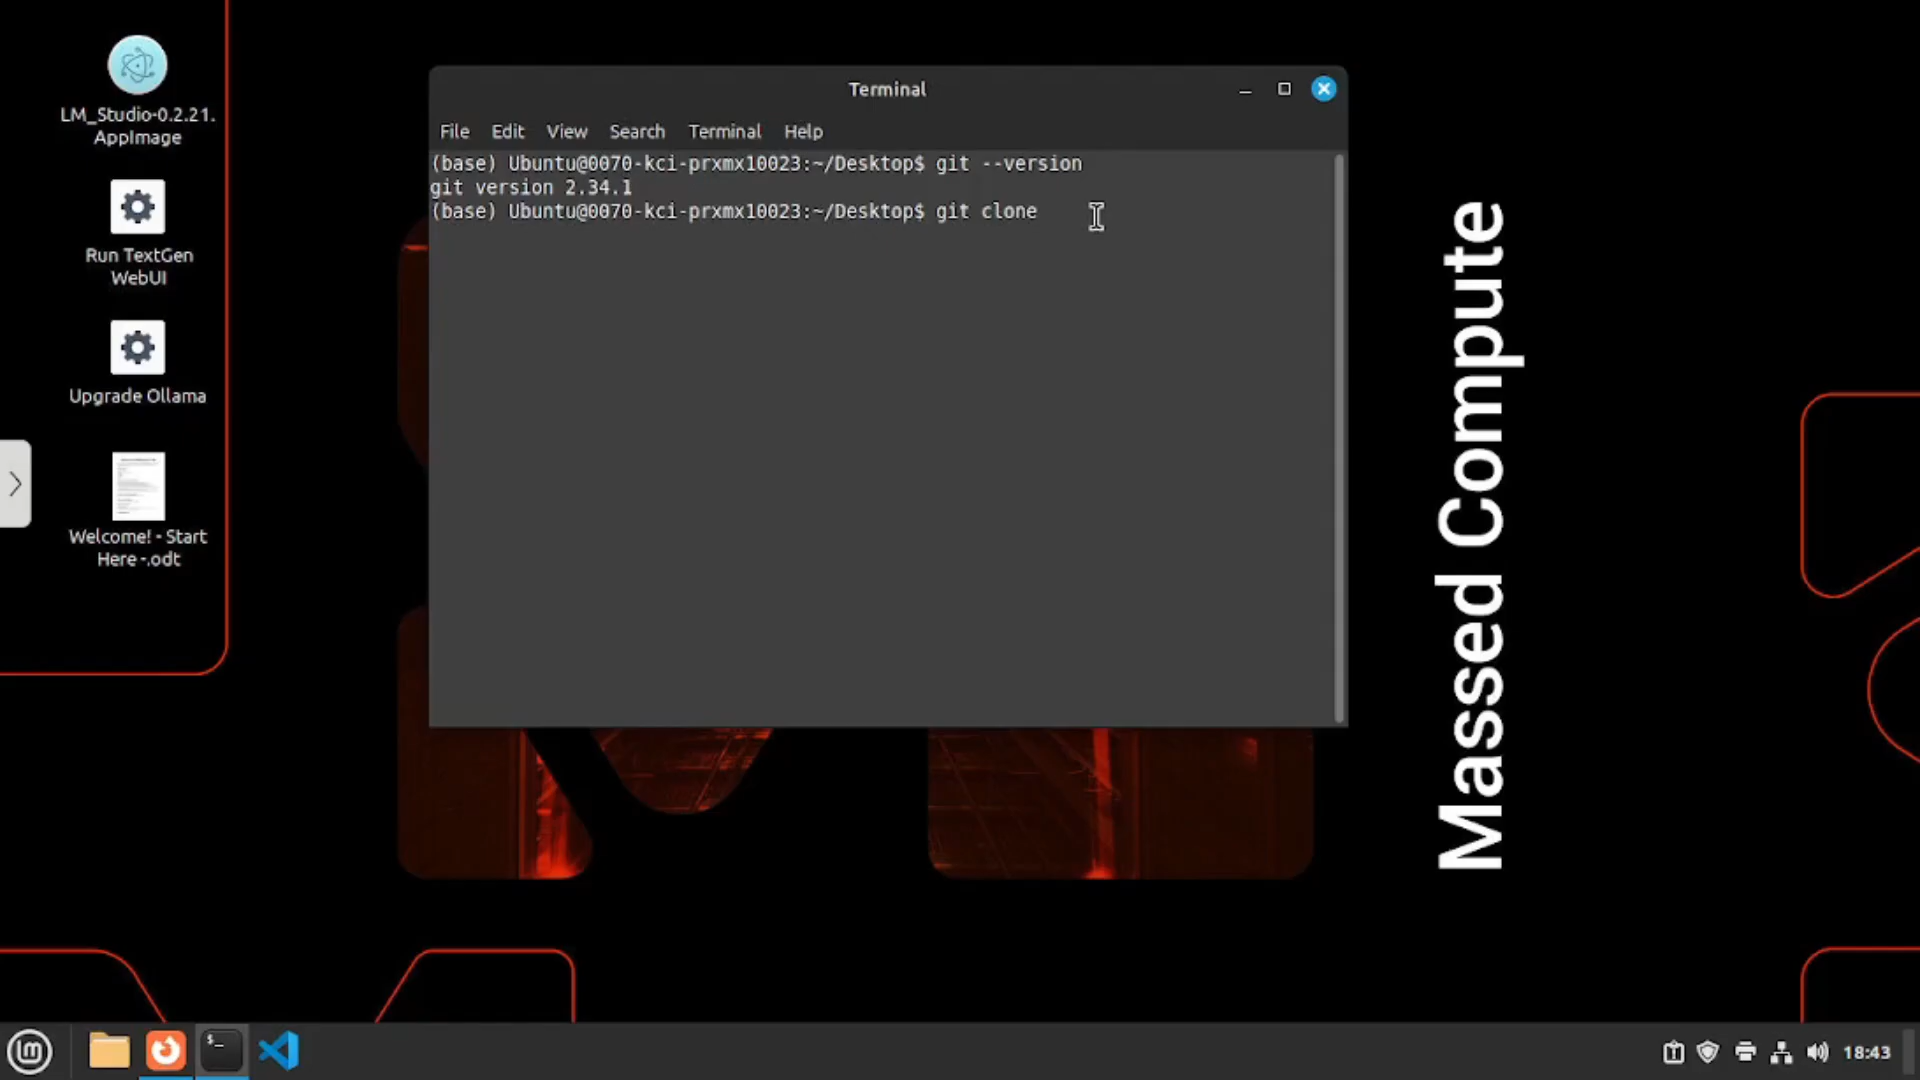 LM_Studio-0.2.21.
AppImage
Run TextGen
WebUI
Upgrade Ollama
Welcome! - Start
Here -.odt
Terminal
File Edit View Search Terminal Help
(base) Ubuntu@0070-kci-prxmx10023:~/Desktop$ git --version
git version 2.34.1
(base) Ubuntu@0070-kci-prxmx10023:~/Desktop$ git clone
Massed Compute
18:43